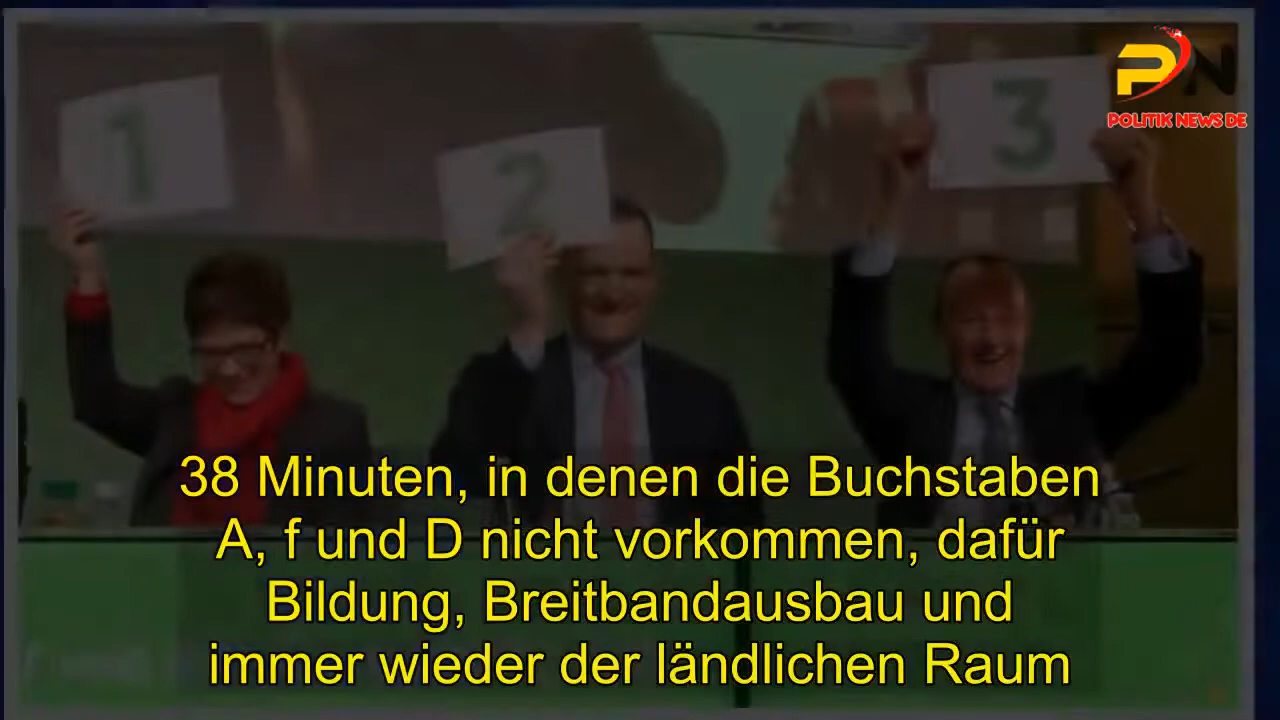 1
2
3
PN
POLITIK NEWS DE
38 Minuten, in denen die Buchstaben
A, f und D nicht vorkommen, dafür
Bildung, Breitbandausbau und
immer wieder der ländlichen Raum